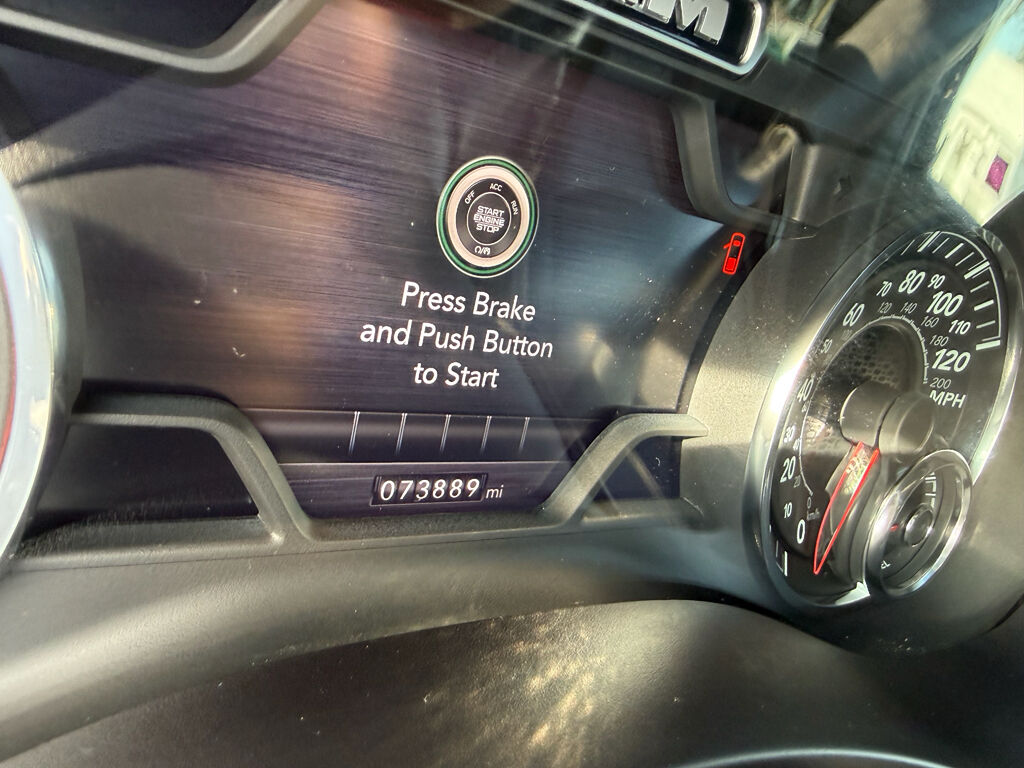 OFF ACC RUN
START
ENGINE
STOP
Press Brake
and Push Button
to Start
073889 mi
0 10 20 30 40 50 60 70 80 90 100 110 120
120 140 160 180 200
MPH